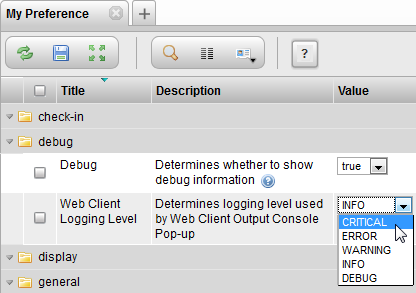 My Preference
Title Description Value
check-in
debug
Debug Determines whether to show true
debug information
Web Client Determines logging level used INFO
Logging Level by Web Client Output Console
Pop-up
CRITICAL
ERROR
WARNING
INFO
DEBUG
display
general